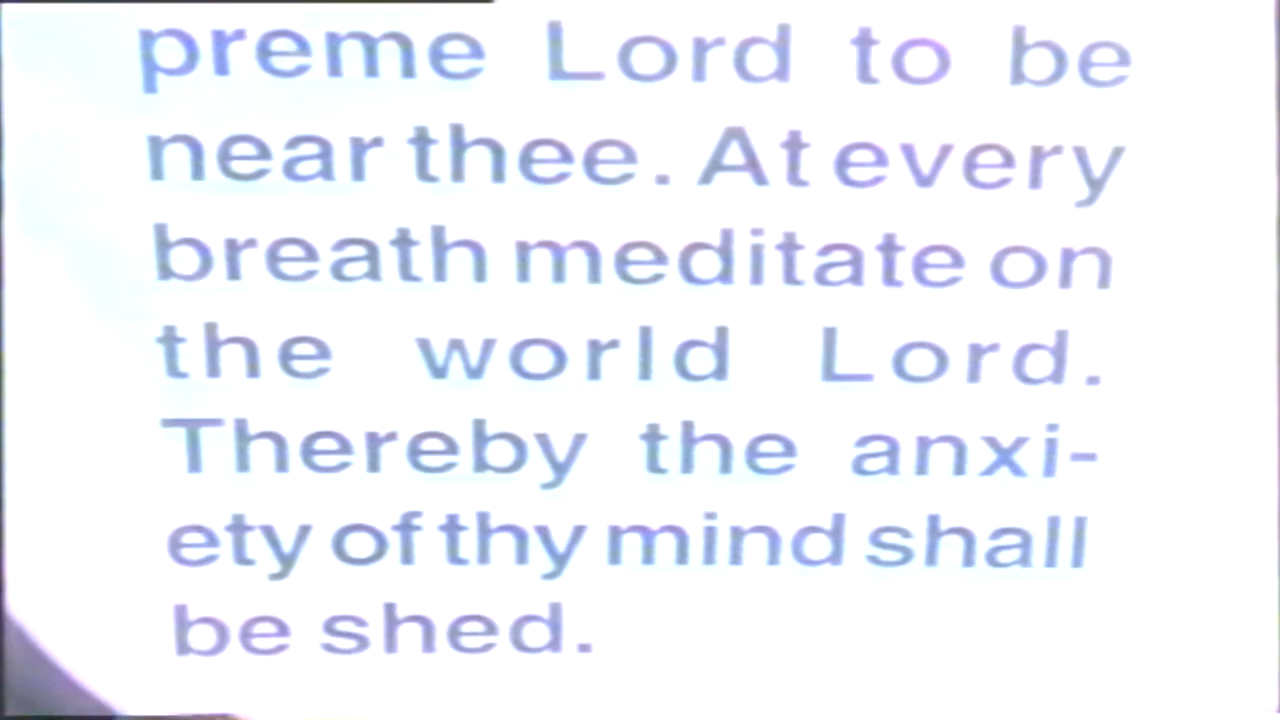 preme Lord to be
near thee. At every
breath meditate on
the world Lord.
Thereby the anxi-
ety of thy mind shall
be shed.